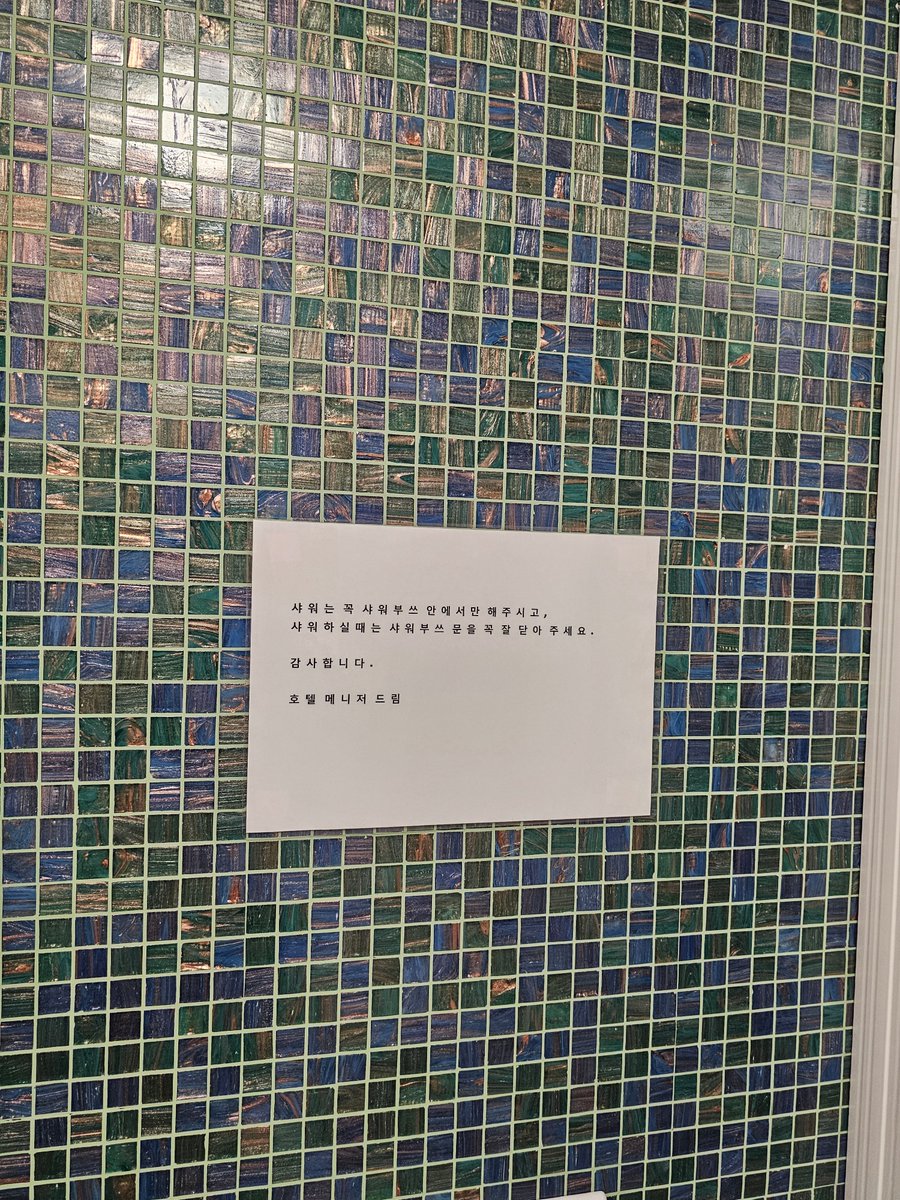 샤워는 꼭 샤워부쓰 안에서만 해주시고,
샤워하실때는 샤워부쓰 문을 꼭 잘 닫아 주세요.
감사합니다.
호텔 메니저 드림